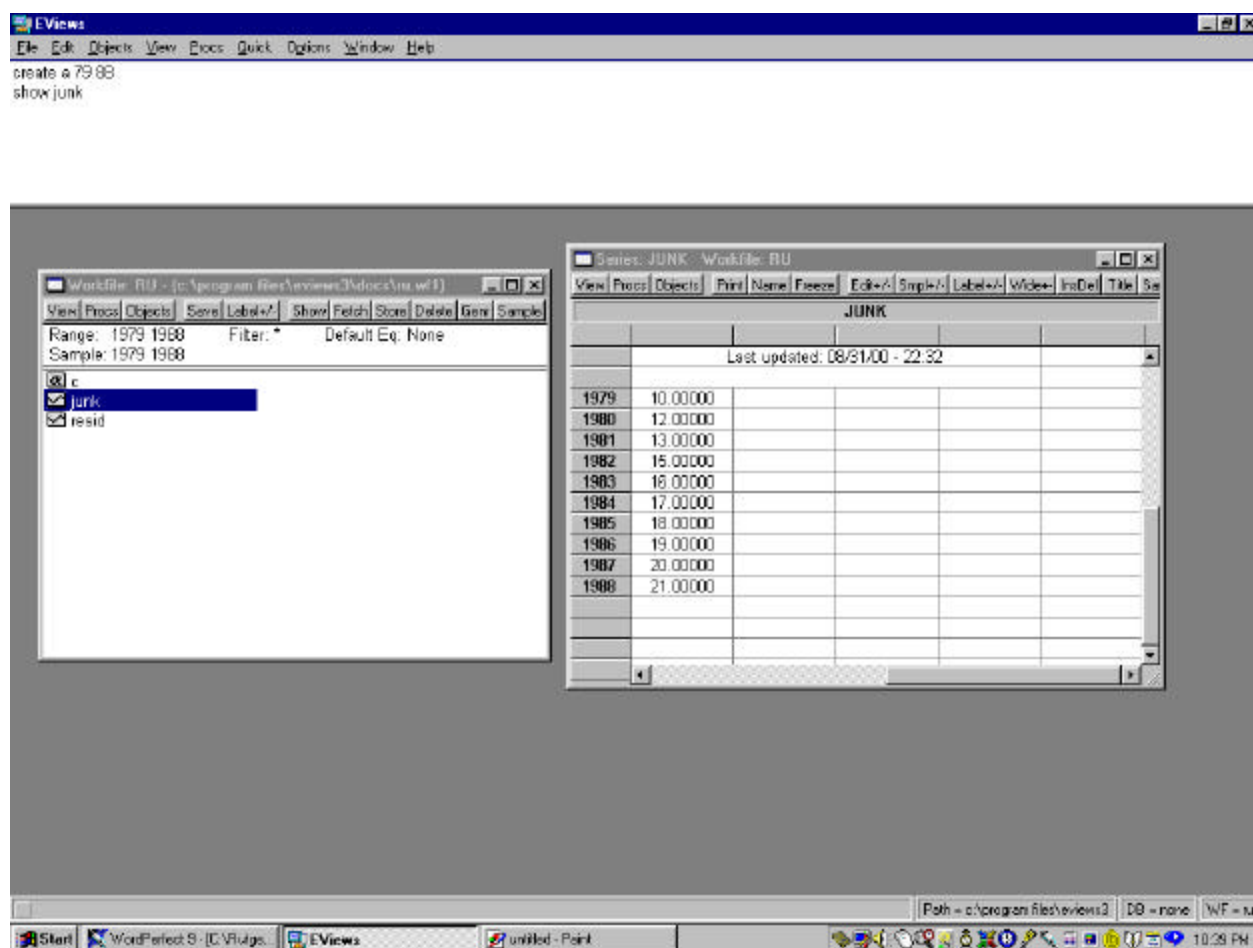 EViews
File Edit Objects View Procs Quick Options Window Help
create a 79 88
show junk
Workfile: RU - (c:\program files\eviews3\docs\ru.wf1)
View Procs Objects Save Label+/- Show Fetch Store Delete Genr Sample
Range: 1979 1988 Filter: * Default Eq: None
Sample: 1979 1988
c
junk
resid
Series: JUNK Workfile: RU
View Procs Objects Print Name Freeze Edit+/- Smpl+/- Label+/- Wide+- InsDel Title Sa
JUNK
Last updated: 08/31/00 - 22:32
1979 10.00000
1980 12.00000
1981 13.00000
1982 15.00000
1983 16.00000
1984 17.00000
1985 18.00000
1986 19.00000
1987 20.00000
1988 21.00000
Path = c:\program files\eviews3 DB = none WF = ru
Start WordPerfect 9 - [C:\Rutge... EViews untitled - Paint 10:39 PM